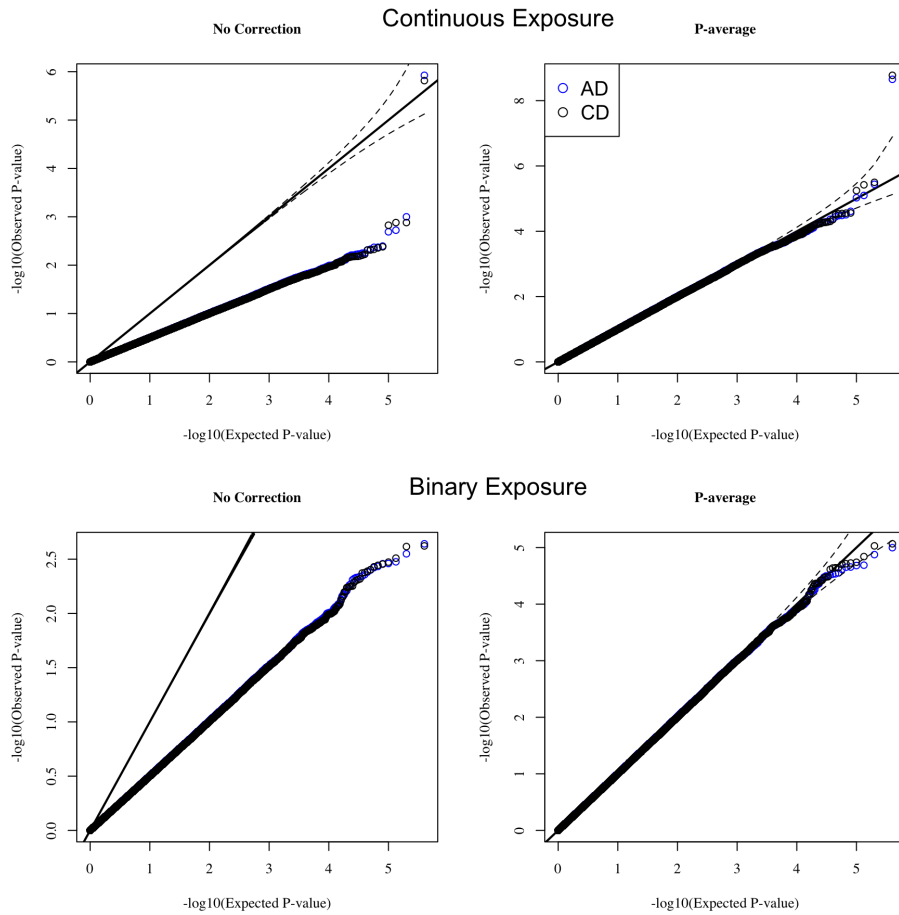 Continuous Exposure
No Correction
P-average
6
5
4
3
2
1
0
-log10(Observed P-value)
0 1 2 3 4 5
-log10(Expected P-value)
AD
CD
8
6
4
2
0
-log10(Observed P-value)
0 1 2 3 4 5
-log10(Expected P-value)
Binary Exposure
No Correction
P-average
2.5
2.0
1.5
1.0
0.5
0.0
-log10(Observed P-value)
0 1 2 3 4 5
-log10(Expected P-value)
5
4
3
2
1
0
-log10(Observed P-value)
0 1 2 3 4 5
-log10(Expected P-value)